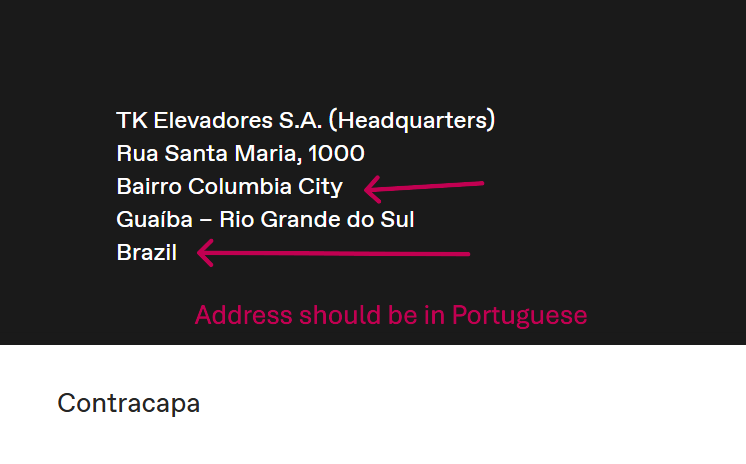 TK Elevadores S.A. (Headquarters)
Rua Santa Maria, 1000
Bairro Columbia City
Guaíba – Rio Grande do Sul
Brazil
Address should be in Portuguese
Contracapa